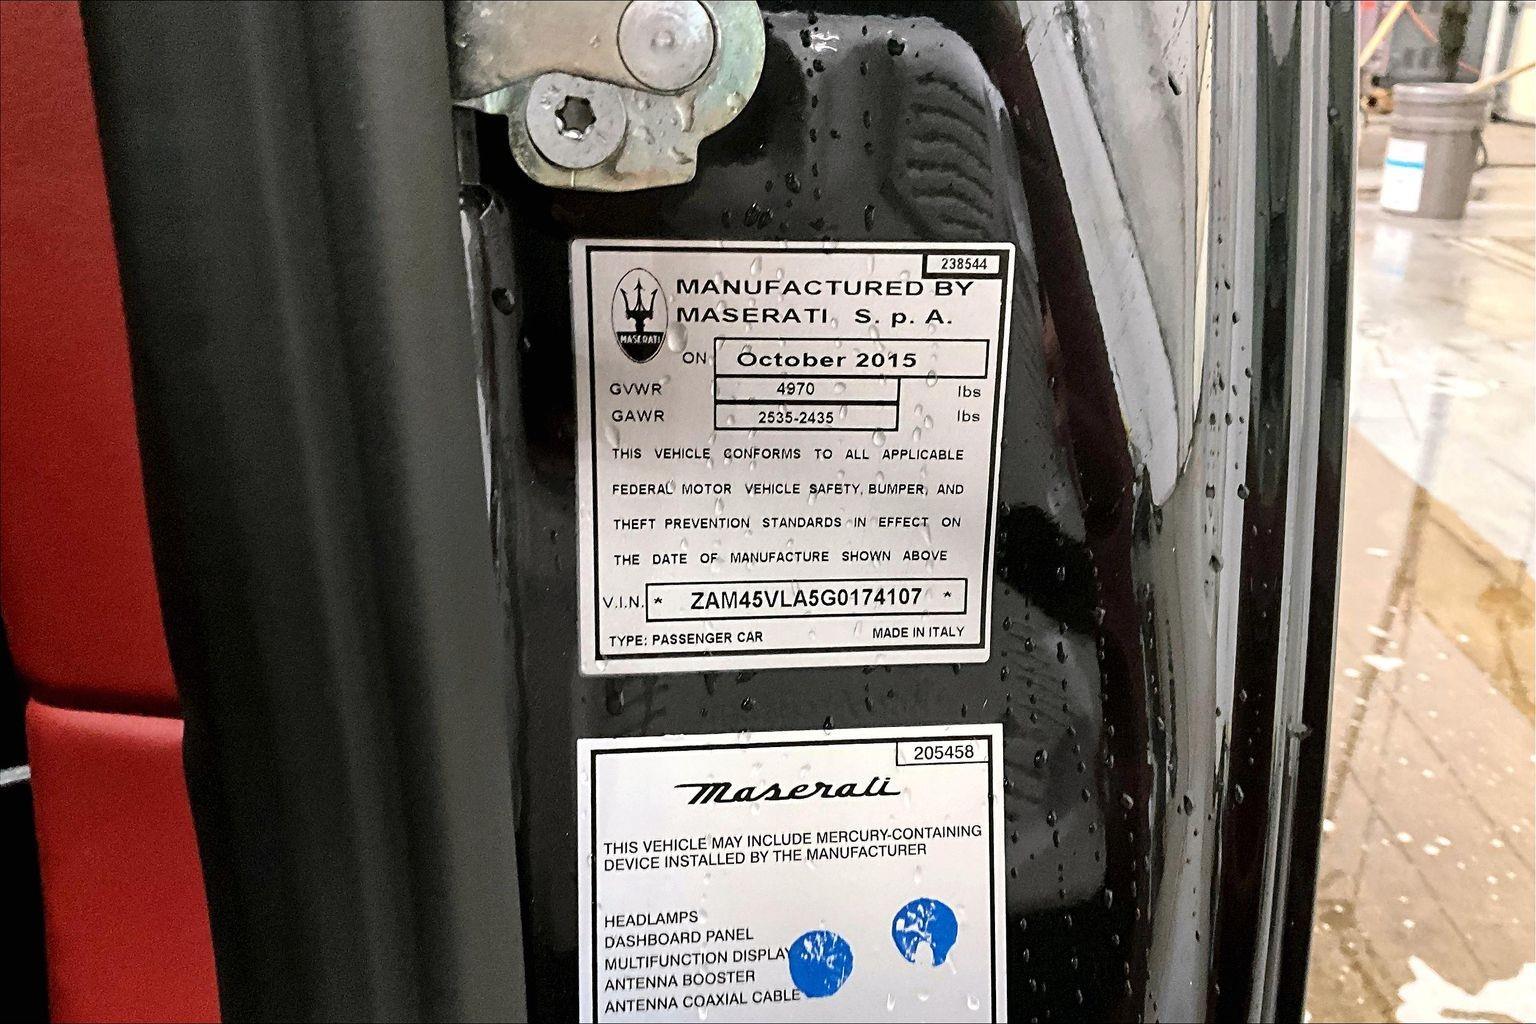 238544
MANUFACTURED BY
MASERATI S. p. A.
MASERATI
ON October 2015
GVWR 4970 lbs
GAWR 2535-2435 lbs
THIS VEHICLE CONFORMS TO ALL APPLICABLE
FEDERAL MOTOR VEHICLE SAFETY, BUMPER, AND
THEFT PREVENTION STANDARDS IN EFFECT ON
THE DATE OF MANUFACTURE SHOWN ABOVE
V.I.N. * ZAM45VLA5G0174107 *
TYPE: PASSENGER CAR MADE IN ITALY
205458
Maserati
THIS VEHICLE MAY INCLUDE MERCURY-CONTAINING
DEVICE INSTALLED BY THE MANUFACTURER
HEADLAMPS
DASHBOARD PANEL
MULTIFUNCTION DISPLAY
ANTENNA BOOSTER
ANTENNA COAXIAL CABLE